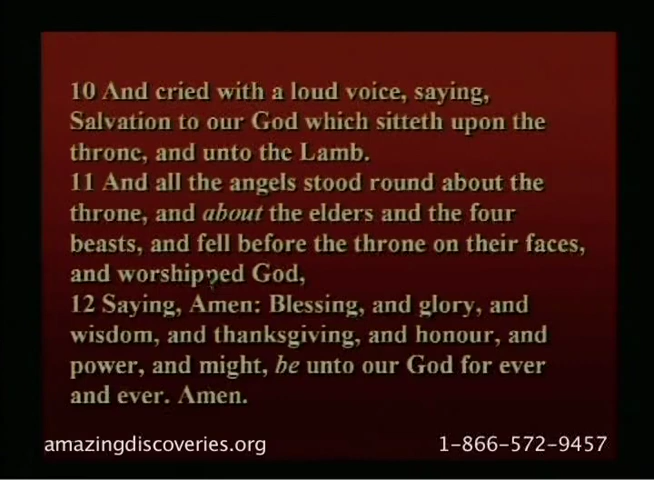 10 And cried with a loud voice, saying,
Salvation to our God which sitteth upon the
throne, and unto the Lamb.
11 And all the angels stood round about the
throne, and about the elders and the four
beasts, and fell before the throne on their faces,
and worshipped God,
12 Saying, Amen: Blessing, and glory, and
wisdom, and thanksgiving, and honour, and
power, and might, be unto our God for ever
and ever. Amen.
amazingdiscoveries.org 1-866-572-9457